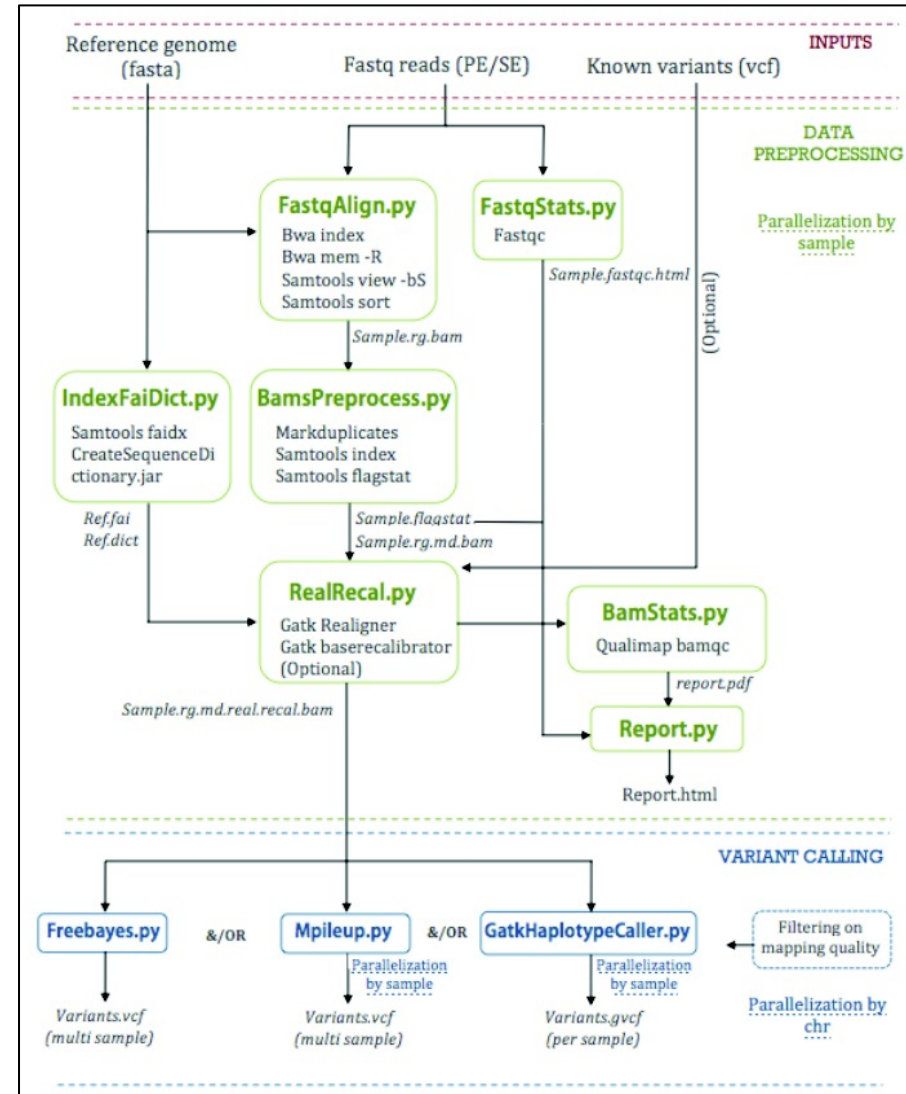 Reference genome
(fasta)
Fastq reads (PE/SE)
Known variants (vcf)
INPUTS
DATA
PREPROCESSING
Parallelization by
sample
FastqAlign.py
Bwa index
Bwa mem -R
Samtools view -bS
Samtools sort
FastqStats.py
Fastqc
Sample.fastqc.html
(Optional)
Sample.rg.bam
IndexFaiDict.py
Samtools faidx
CreateSequenceDi
ctionary.jar
BamsPreprocess.py
Markduplicates
Samtools index
Samtools flagstat
Ref.fai
Ref.dict
Sample.flagstat
Sample.rg.md.bam
RealRecal.py
Gatk Realigner
Gatk baserecalibrator
(Optional)
BamStats.py
Qualimap bamqc
report.pdf
Sample.rg.md.real.recal.bam
Report.py
Report.html
VARIANT CALLING
Freebayes.py
&/OR
Mpileup.py
&/OR
GatkHaplotypeCaller.py
Filtering on
mapping quality
Parallelization
by sample
Parallelization
by sample
Parallelization by
chr
Variants.vcf
(multi sample)
Variants.vcf
(multi sample)
Variants.gvcf
(per sample)